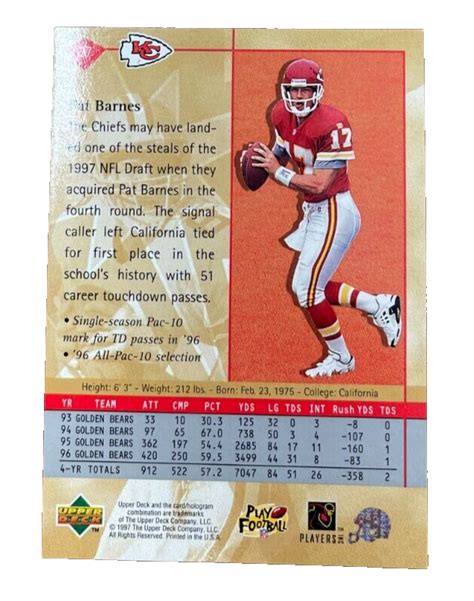 KC
Pat Barnes
The Chiefs may have land-
ed one of the steals of the
1997 NFL Draft when they
acquired Pat Barnes in the
fourth round. The signal
caller left California tied
for first place in the
school's history with 51
career touchdown passes.
• Single-season Pac-10
mark for TD passes in '96
• '96 All-Pac-10 selection
17
Height: 6' 3" - Weight: 212 lbs. - Born: Feb. 23, 1975 - College: California
YR TEAM ATT CMP PCT YDS LG TDS INT Rush YDS TDS
93 GOLDEN BEARS 33 10 30.3 125 32 0 3 -8 0
94 GOLDEN BEARS 97 65 67.0 738 50 3 4 -107 0
95 GOLDEN BEARS 362 197 54.4 2685 74 17 11 -160 1
96 GOLDEN BEARS 420 250 59.5 3499 44 31 8 -83 1
4-YR TOTALS 912 522 57.2 7047 84 51 26 -358 2
UPPER DECK ™
Upper Deck and the card/hologram
combination are trademarks
of The Upper Deck Company, LLC.
© 1997 The Upper Deck Company, LLC.
All Rights Reserved. Printed in the U.S.A.
PLAY FOOTBALL
PLAYERS INC